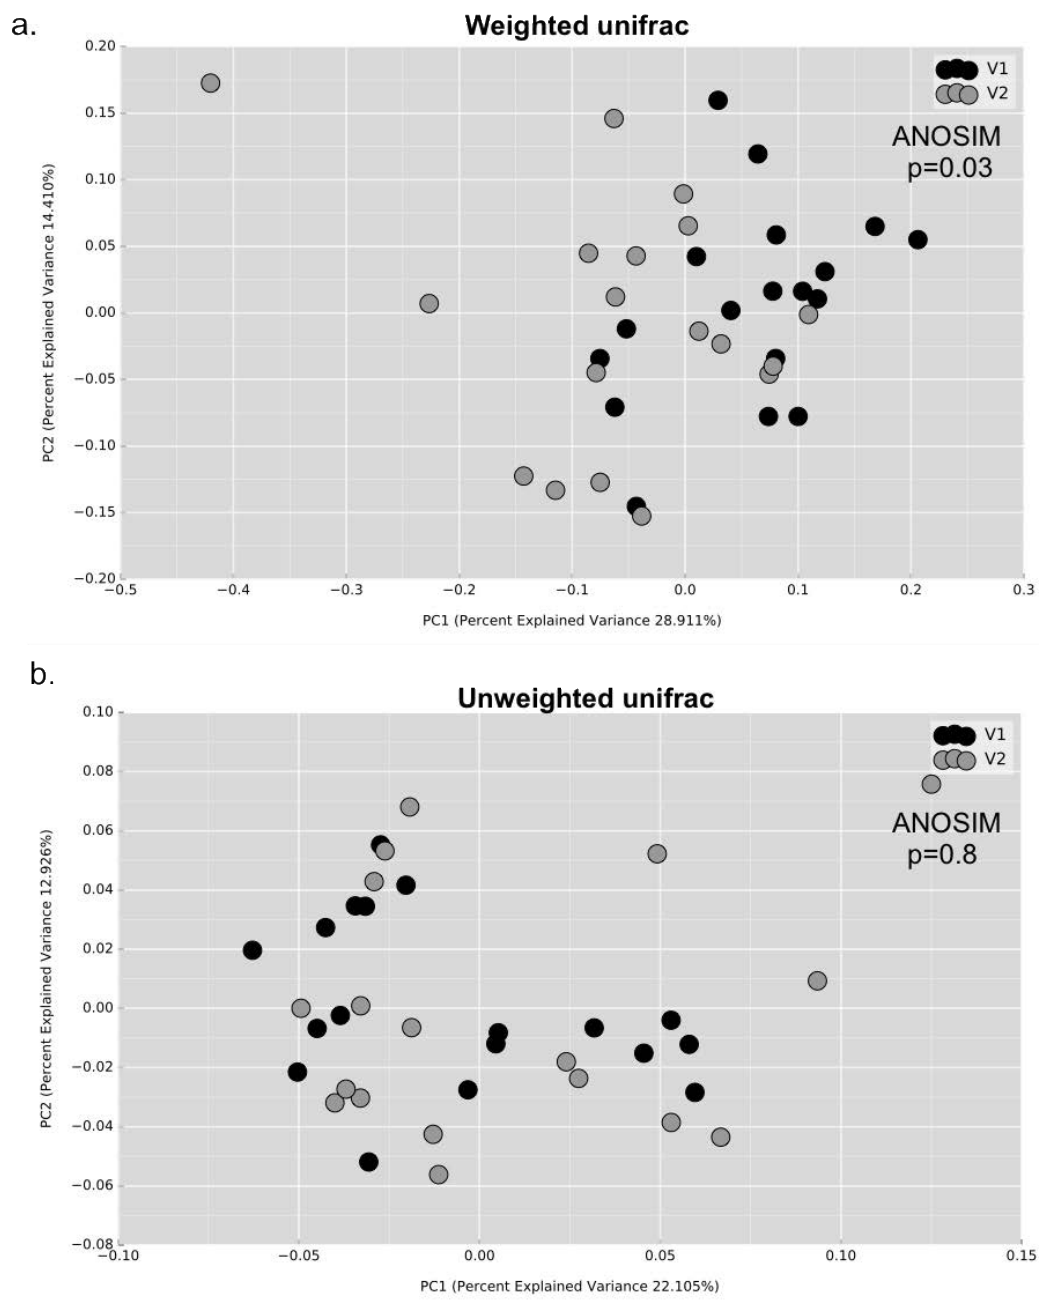 a.
Weighted unifrac
0.20
0.15
0.10
0.05
0.00
−0.05
−0.10
−0.15
−0.20
PC2 (Percent Explained Variance 14.410%)
V1
V2
ANOSIM
p=0.03
−0.5 −0.4 −0.3 −0.2 −0.1 0.0 0.1 0.2 0.3
PC1 (Percent Explained Variance 28.911%)
b.
Unweighted unifrac
0.10
0.08
0.06
0.04
0.02
0.00
−0.02
−0.04
−0.06
−0.08
PC2 (Percent Explained Variance 12.926%)
V1
V2
ANOSIM
p=0.8
−0.10 −0.05 0.00 0.05 0.10 0.15
PC1 (Percent Explained Variance 22.105%)